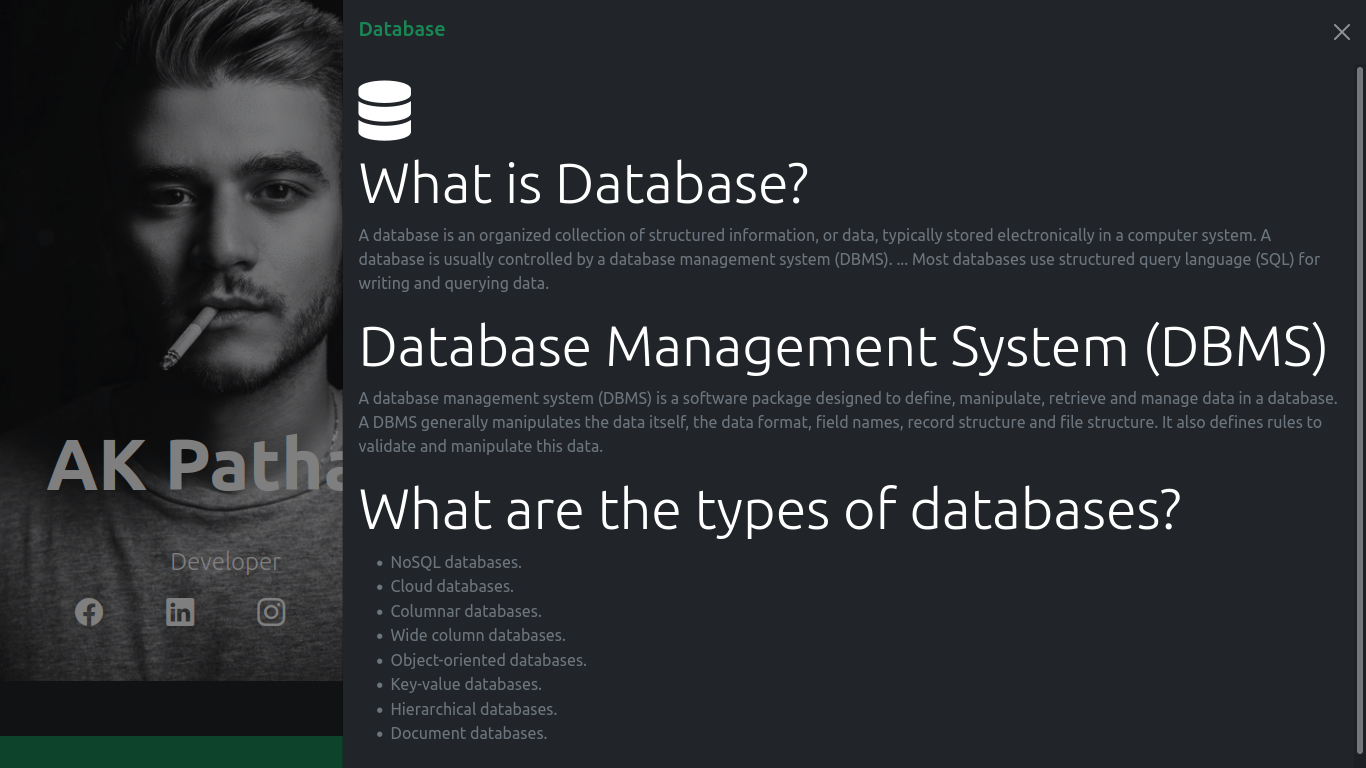 Database
What is Database?
A database is an organized collection of structured information, or data, typically stored electronically in a computer system. A
database is usually controlled by a database management system (DBMS). ... Most databases use structured query language (SQL) for
writing and querying data.
Database Management System (DBMS)
A database management system (DBMS) is a software package designed to define, manipulate, retrieve and manage data in a database.
A DBMS generally manipulates the data itself, the data format, field names, record structure and file structure. It also defines rules to
validate and manipulate this data.
What are the types of databases?
• NoSQL databases.
• Cloud databases.
• Columnar databases.
• Wide column databases.
• Object-oriented databases.
• Key-value databases.
• Hierarchical databases.
• Document databases.
AK Patha
Developer